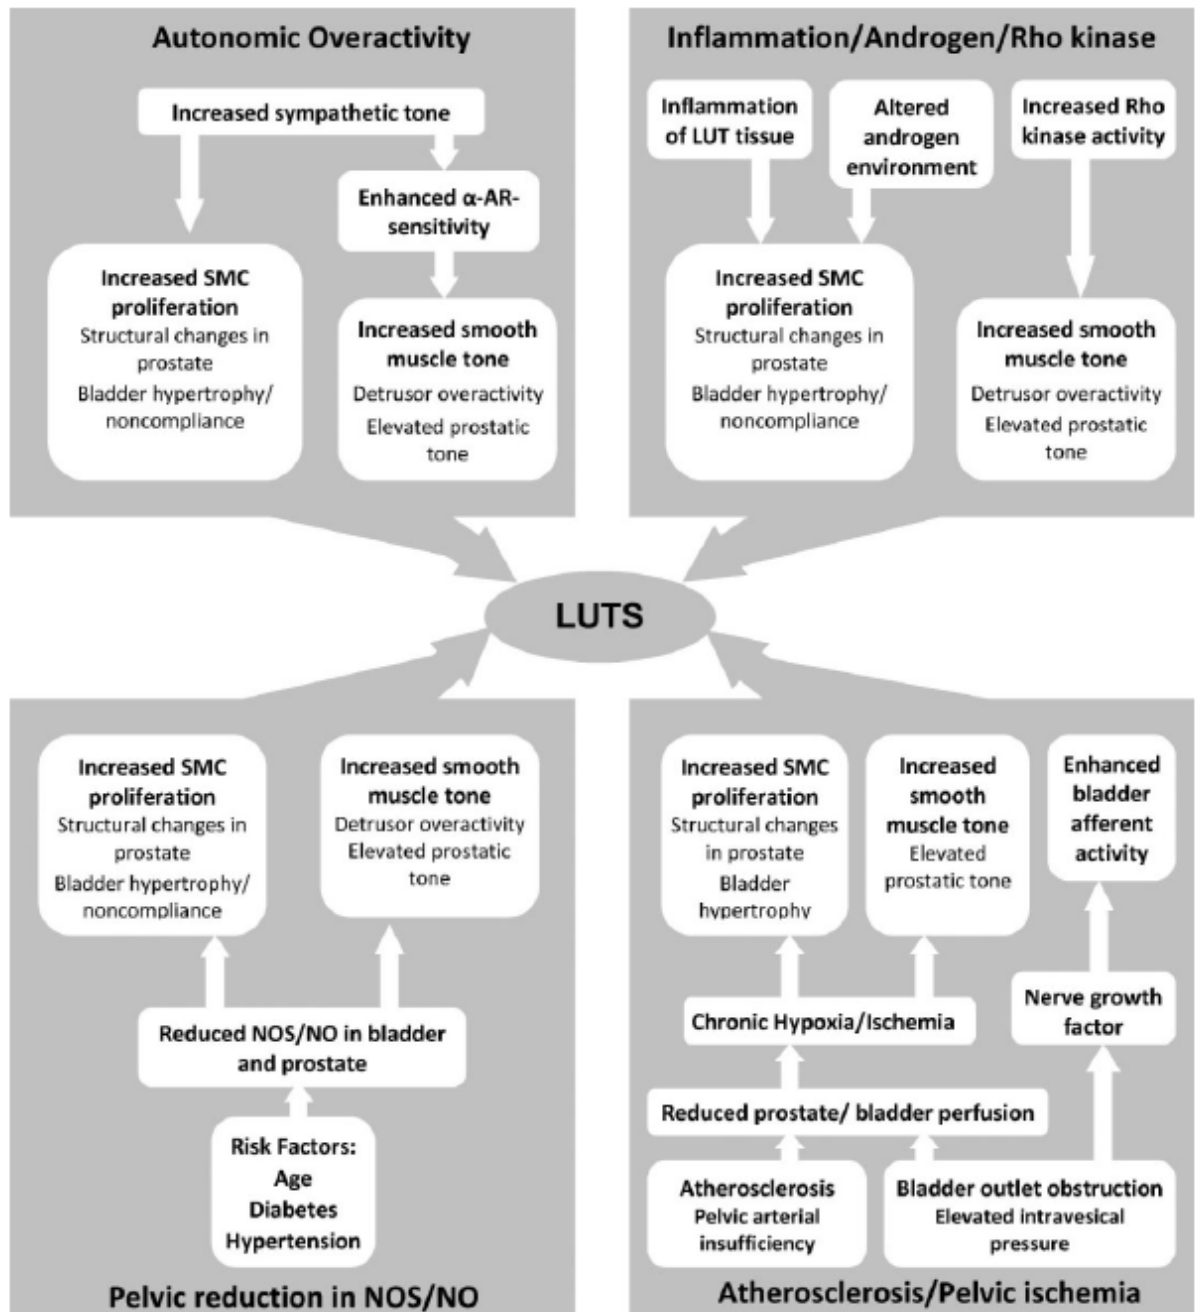 Autonomic Overactivity
Increased sympathetic tone
Enhanced α-AR-
sensitivity
Increased SMC
proliferation
Structural changes in
prostate
Bladder hypertrophy/
noncompliance
Increased smooth
muscle tone
Detrusor overactivity
Elevated prostatic
tone
Inflammation/Androgen/Rho kinase
Inflammation
of LUT tissue
Altered
androgen
environment
Increased Rho
kinase activity
Increased SMC
proliferation
Structural changes in
prostate
Bladder hypertrophy/
noncompliance
Increased smooth
muscle tone
Detrusor overactivity
Elevated prostatic
tone
LUTS
Increased SMC
proliferation
Structural changes in
prostate
Bladder hypertrophy/
noncompliance
Increased smooth
muscle tone
Detrusor overactivity
Elevated prostatic
tone
Reduced NOS/NO in bladder
and prostate
Risk Factors:
Age
Diabetes
Hypertension
Pelvic reduction in NOS/NO
Increased SMC
proliferation
Structural changes
in prostate
Bladder
hypertrophy
Increased
smooth
muscle tone
Elevated
prostatic tone
Enhanced
bladder
afferent
activity
Chronic Hypoxia/Ischemia
Nerve growth
factor
Reduced prostate/ bladder perfusion
Atherosclerosis
Pelvic arterial
insufficiency
Bladder outlet obstruction
Elevated intravesical
pressure
Atherosclerosis/Pelvic ischemia